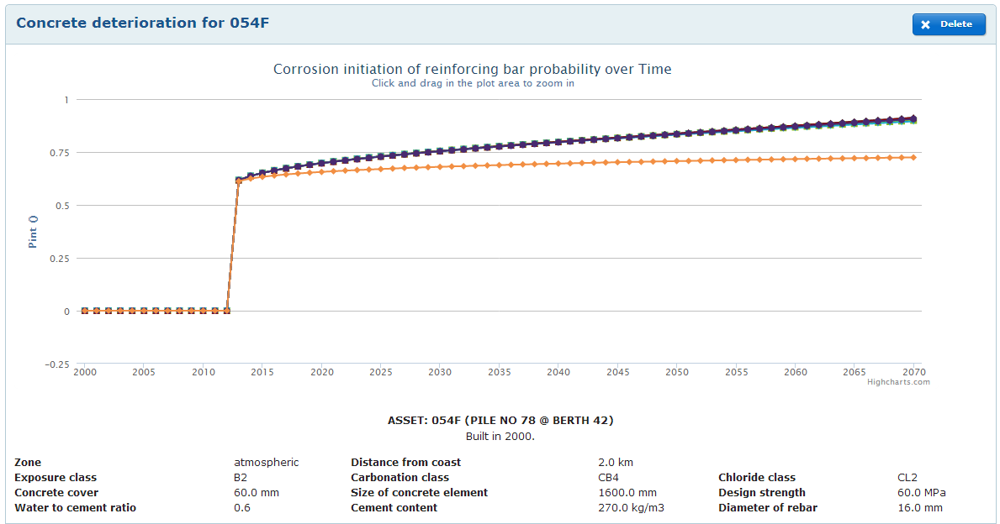 Concrete deterioration for 054F
Delete
Corrosion initiation of reinforcing bar probability over Time
Click and drag in the plot area to zoom in
1
0.75
0.5
0.25
0
-0.25
Pint ()
2000 2005 2010 2015 2020 2025 2030 2035 2040 2045 2050 2055 2060 2065 2070
Highcharts.com
ASSET: 054F (PILE NO 78 @ BERTH 42)
Built in 2000.
Zone atmospheric Distance from coast 2.0 km
Exposure class B2 Carbonation class CB4 Chloride class CL2
Concrete cover 60.0 mm Size of concrete element 1600.0 mm Design strength 60.0 MPa
Water to cement ratio 0.6 Cement content 270.0 kg/m3 Diameter of rebar 16.0 mm